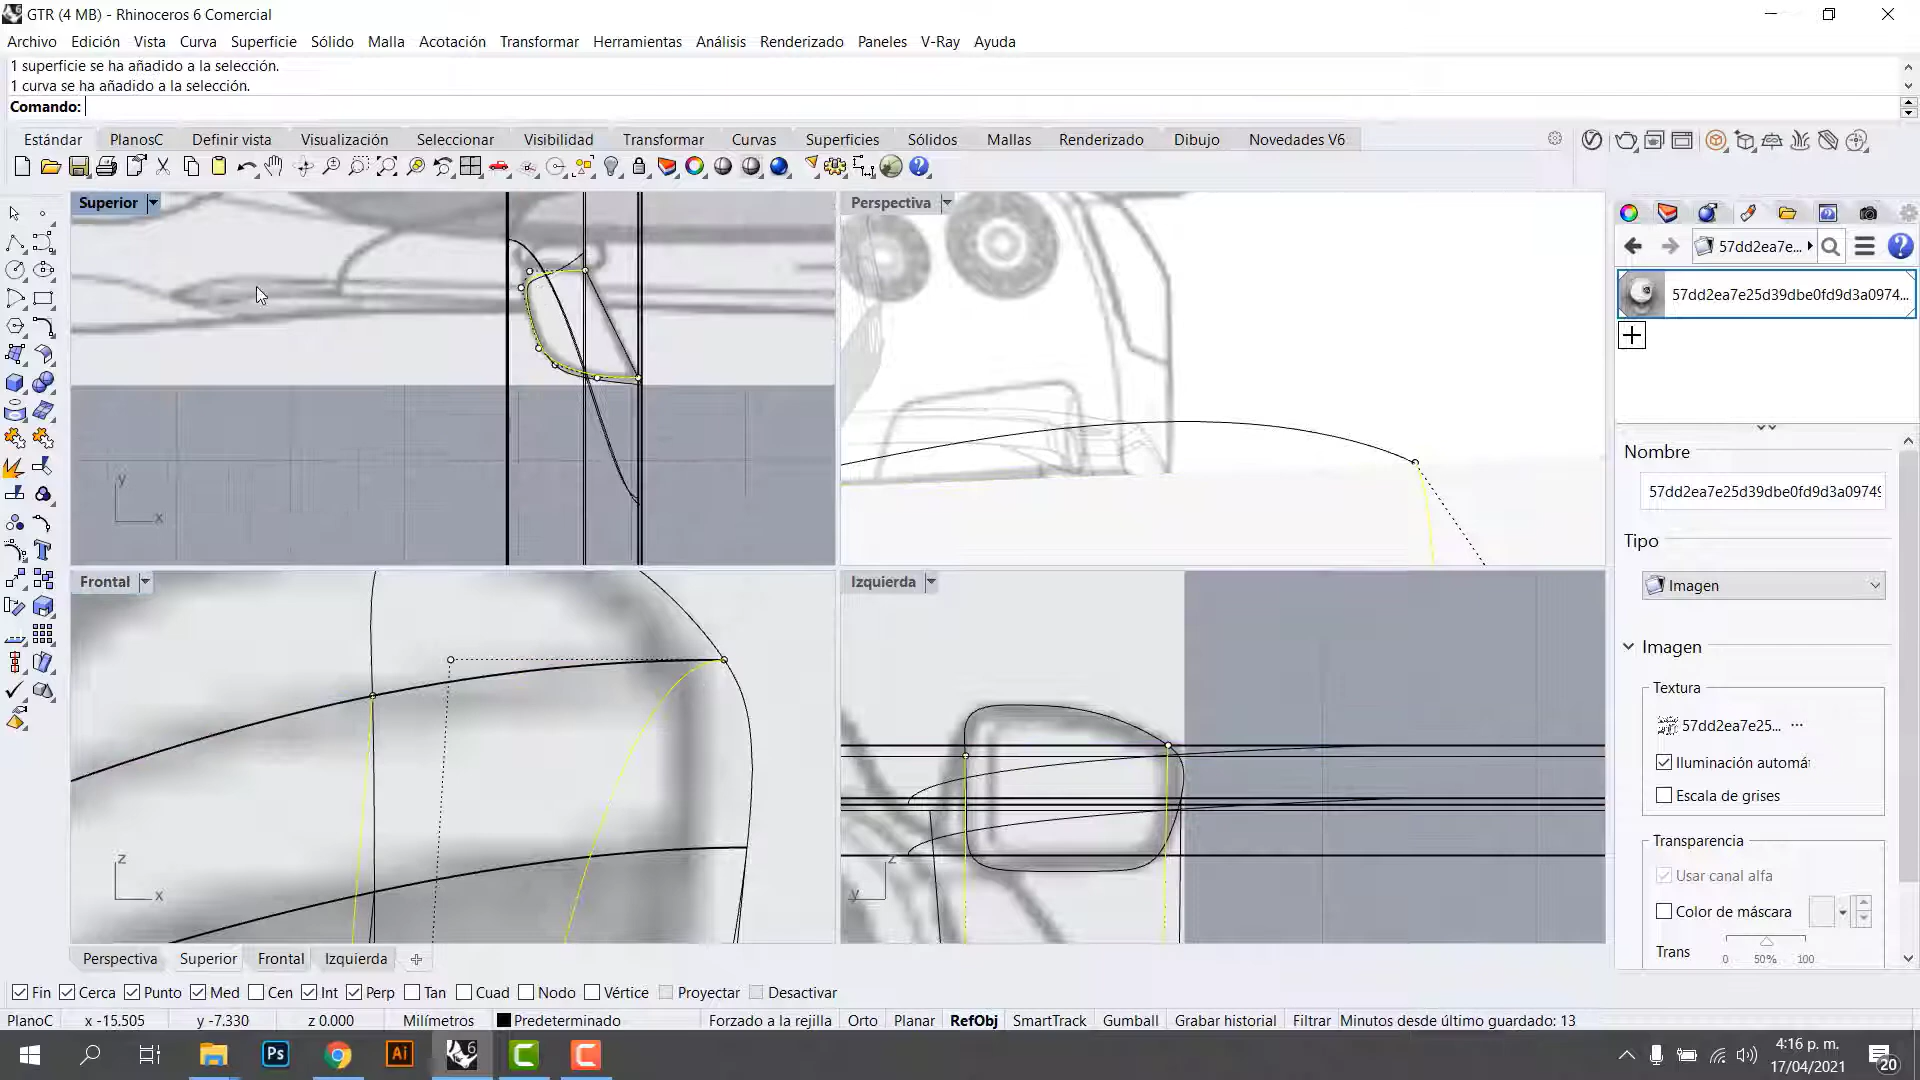 GTR (4 MB) - Rhinoceros 6 Comercial
Archivo Edición Vista Curva Superficie Sólido Malla Acotación Transformar Herramientas Análisis Renderizado Paneles V-Ray Ayuda
1 superficie se ha añadido a la selección.
1 curva se ha añadido a la selección.
Comando:
Estándar PlanosC Definir vista Visualización Seleccionar Visibilidad Transformar Curvas Superficies Sólidos Mallas Renderizado Dibujo Novedades V6
Superior
Perspectiva
57dd2ea7e...
57dd2ea7e25d39dbe0fd9d3a0974...
Nombre
57dd2ea7e25d39dbe0fd9d3a09749
Tipo
Imagen
y
x
Frontal
Izquierda
Imagen
Textura
57dd2ea7e25... ...
Iluminación automá
Escala de grises
Transparencia
Usar canal alfa
Color de máscara
Trans
0 50% 100
z
x
z
y
Perspectiva Superior Frontal Izquierda
Fin Cerca Punto Med Cen Int Perp Tan Cuad Nodo Vértice Proyectar Desactivar
PlanoC x -15.505 y -7.330 z 0.000 Milímetros Predeterminado Forzado a la rejilla Orto Planar RefObj SmartTrack Gumball Grabar historial Filtrar Minutos desde último guardado: 13
Ps Ai 6 C C
4:16 p. m.
17/04/2021
20